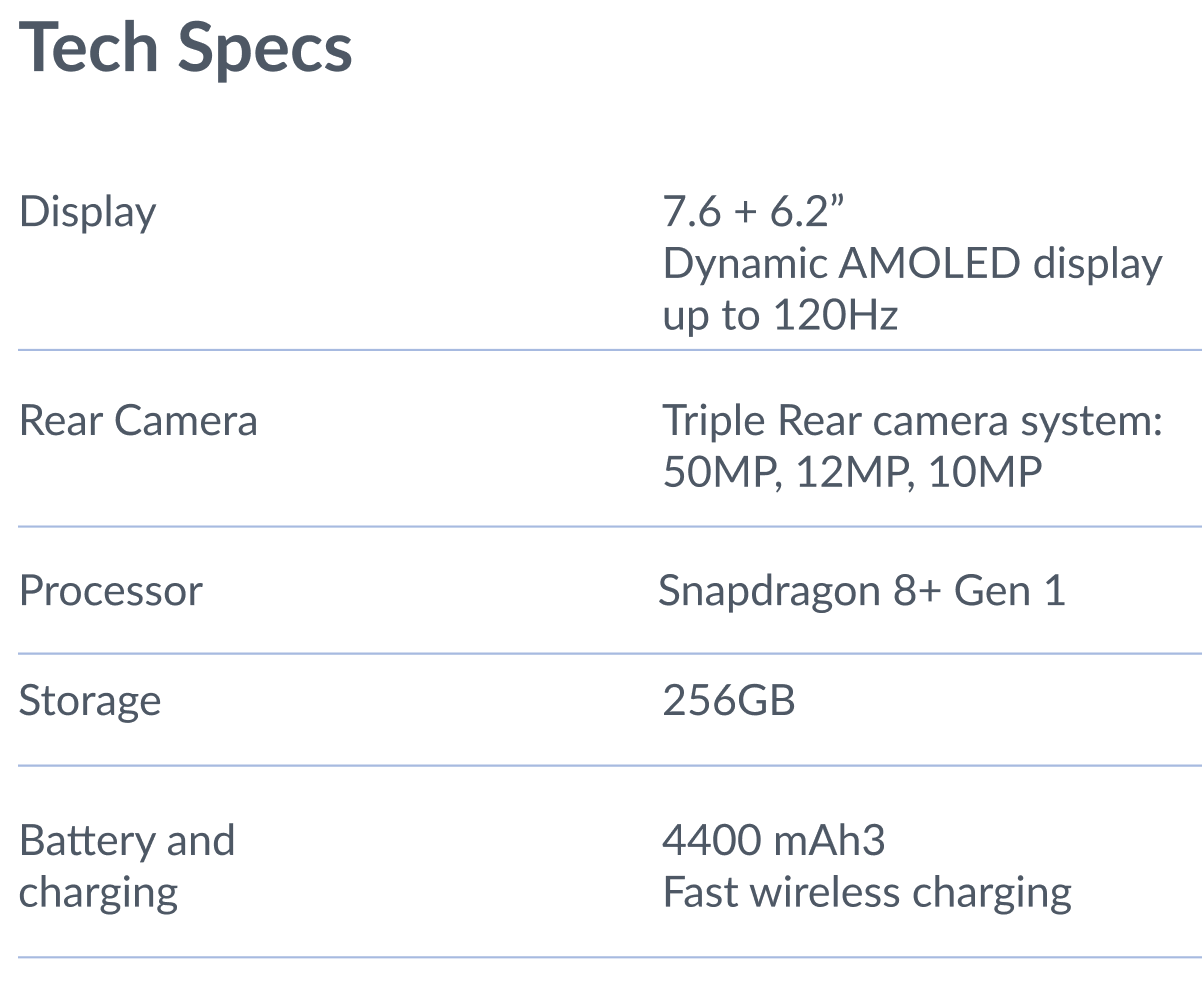 Tech Specs
Display
7.6 + 6.2”
Dynamic AMOLED display
up to 120Hz
Rear Camera
Triple Rear camera system:
50MP, 12MP, 10MP
Processor
Snapdragon 8+ Gen 1
Storage
256GB
Battery and
charging
4400 mAh3
Fast wireless charging